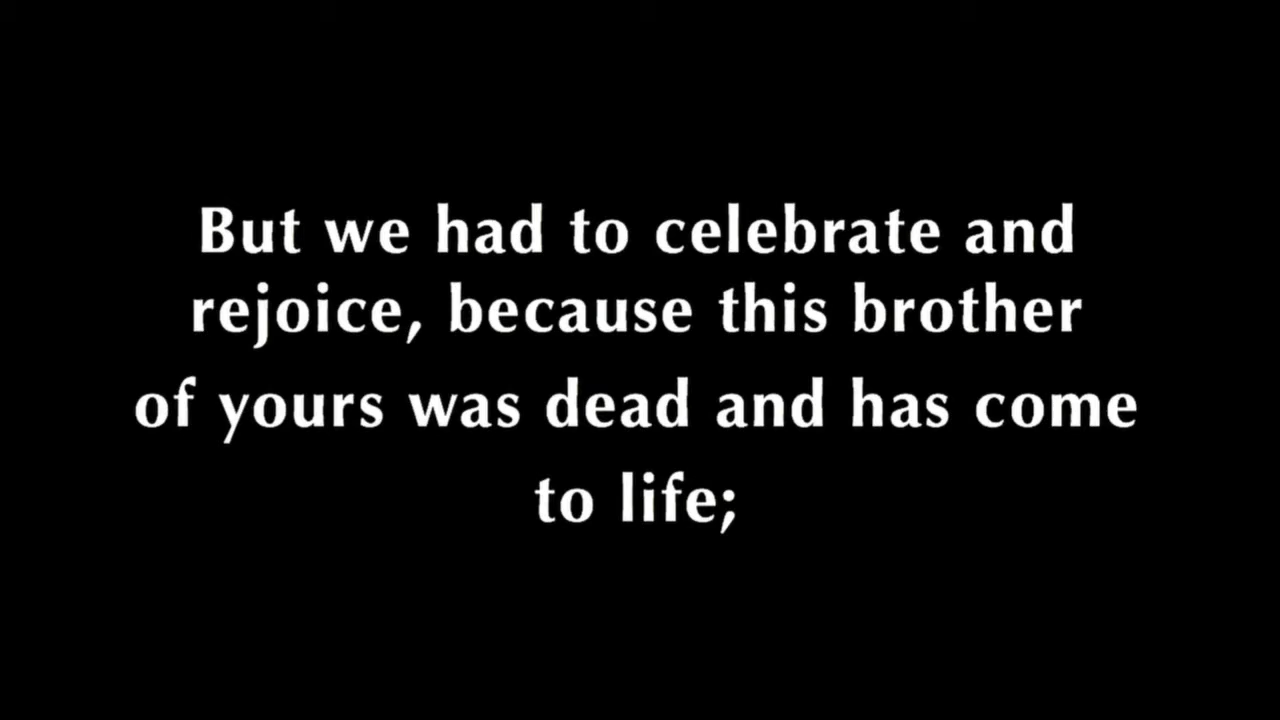 But we had to celebrate and
rejoice, because this brother
of yours was dead and has come
to life;